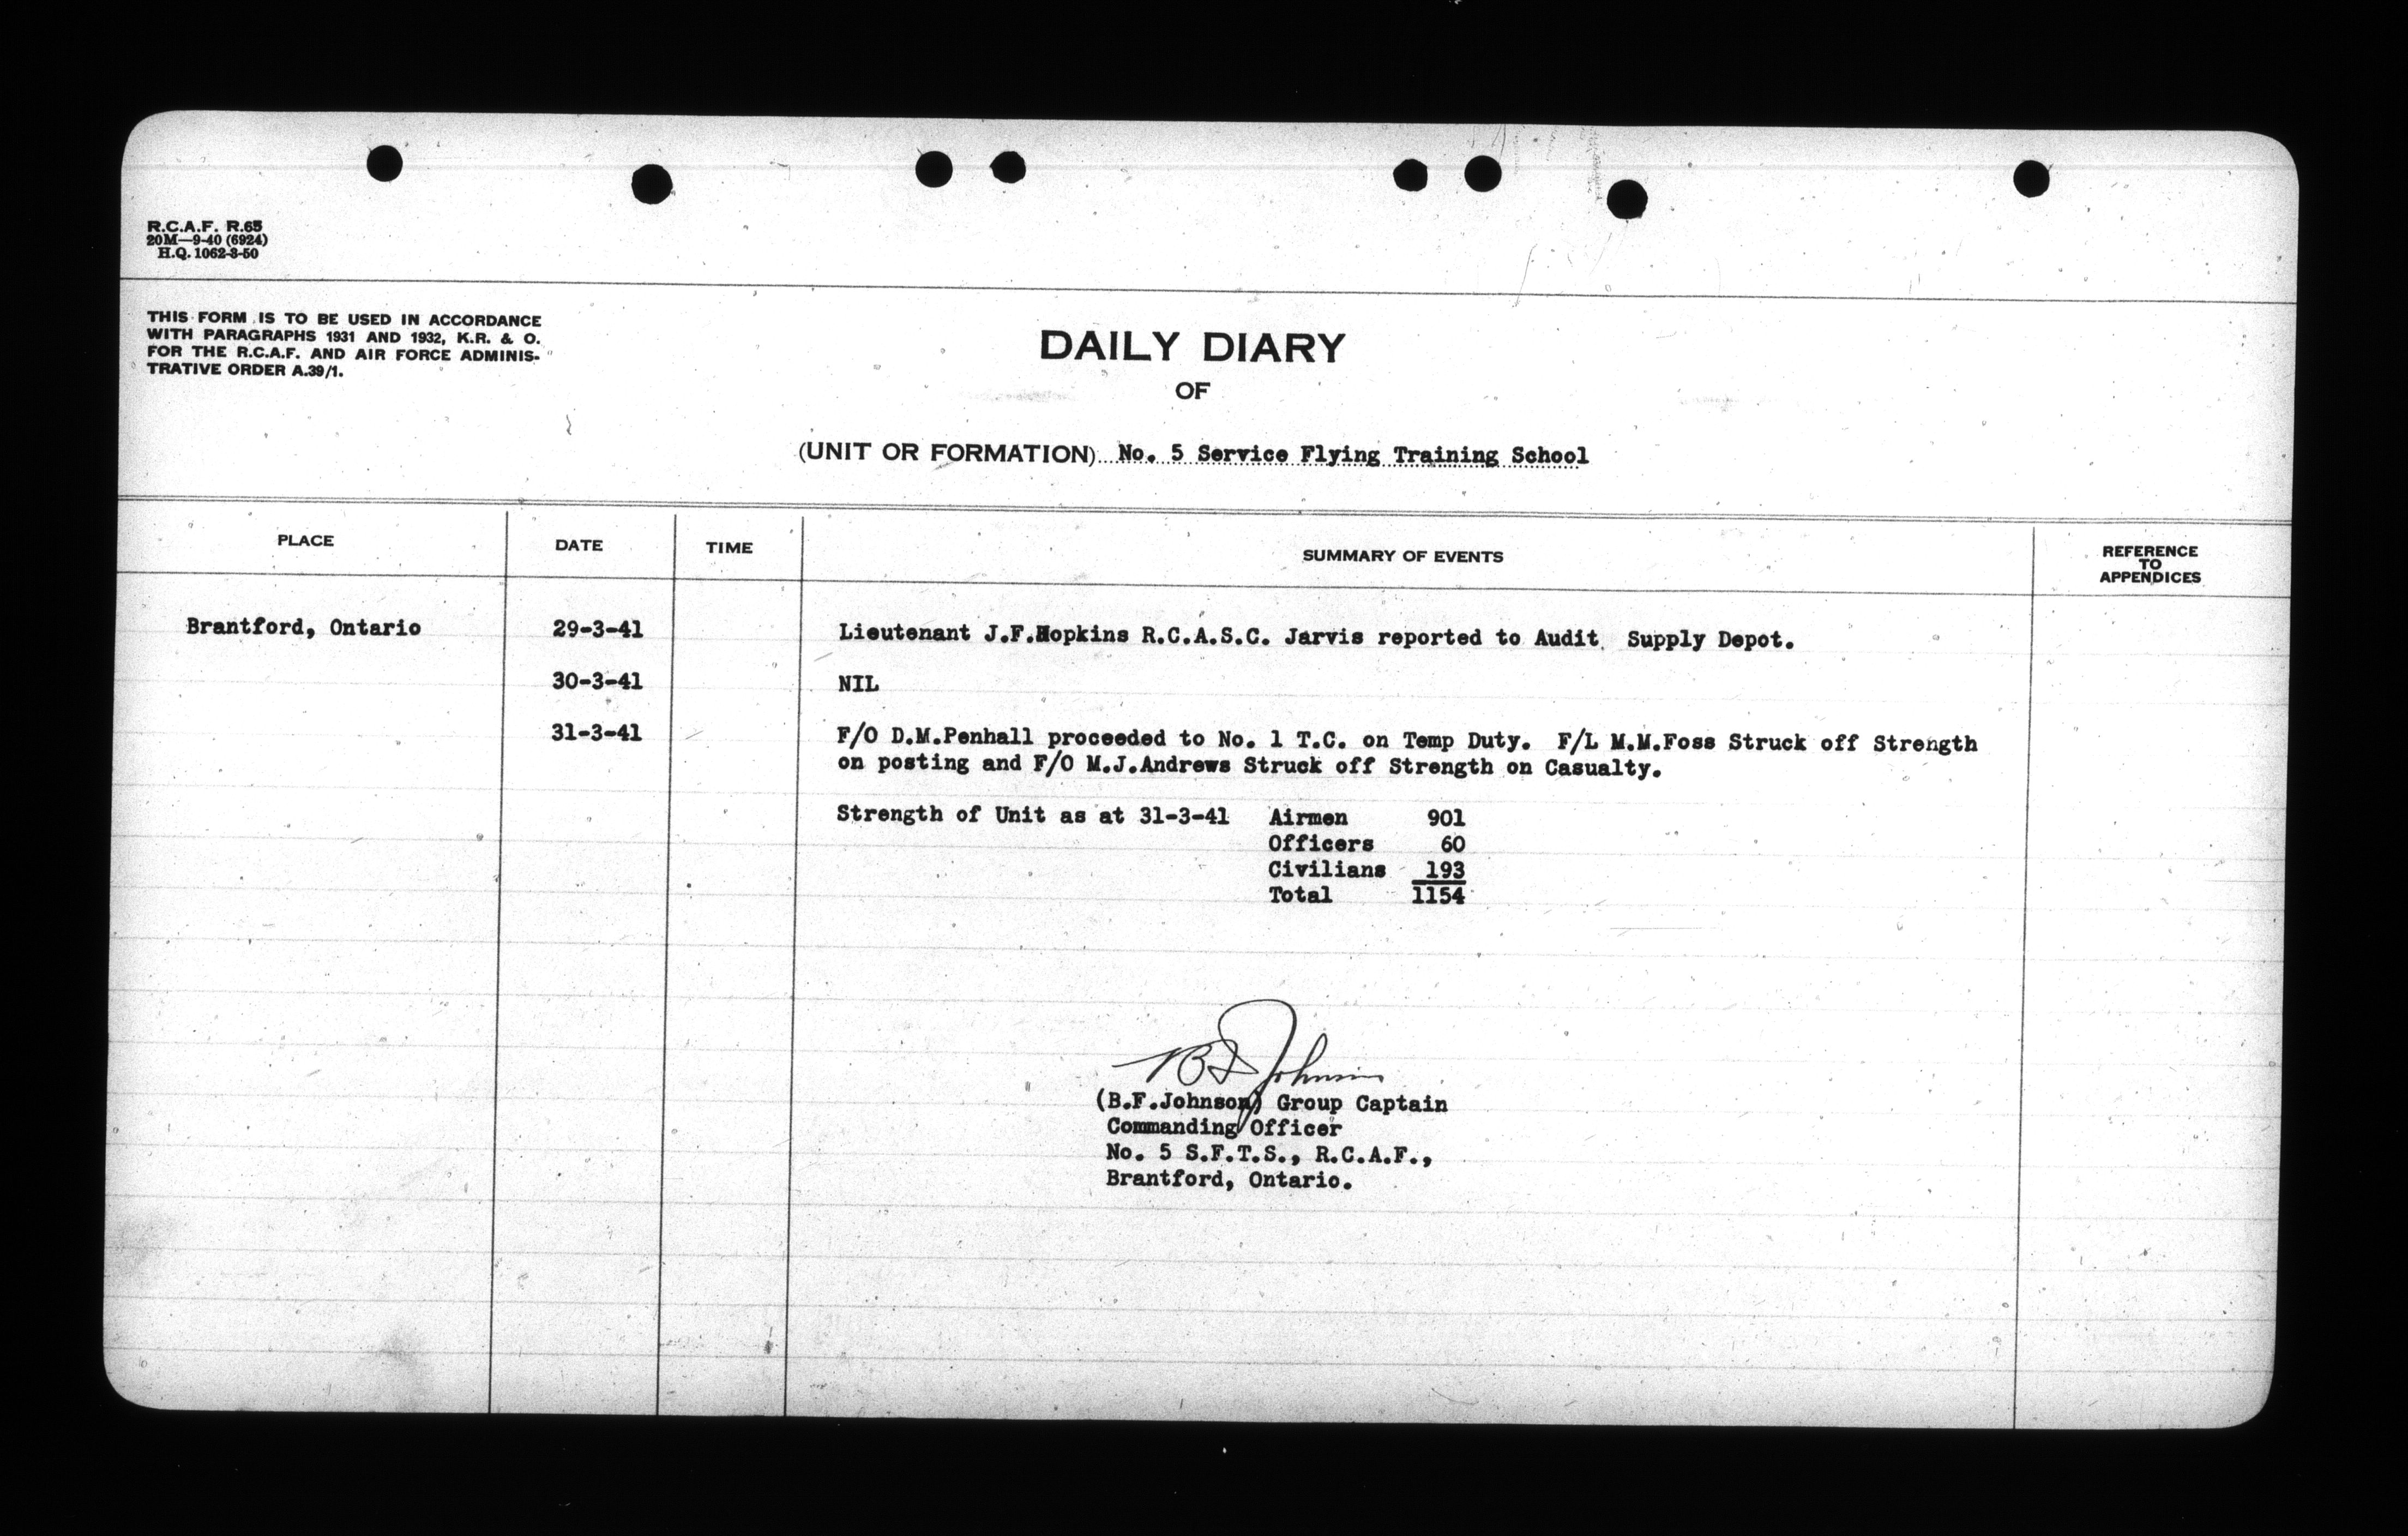 R.C.A.F. R.65
20M—9-40 (6924)
H.Q. 1062-3-50
THIS FORM IS TO BE USED IN ACCORDANCE
WITH PARAGRAPHS 1931 AND 1932, K.R. & O.
FOR THE R.C.A.F. AND AIR FORCE ADMINIS-
TRATIVE ORDER A.39/1.
DAILY DIARY
OF
(UNIT OR FORMATION) No. 5 Service Flying Training School
PLACE DATE TIME SUMMARY OF EVENTS REFERENCE TO APPENDICES
Brantford, Ontario 29-3-41 Lieutenant J.F.Hopkins R.C.A.S.C. Jarvis reported to Audit Supply Depot.
30-3-41 NIL
31-3-41 F/O D.M.Penhall proceeded to No. 1 T.C. on Temp Duty. F/L M.M.Foss Struck off Strength
on posting and F/O M.J.Andrews Struck off Strength on Casualty.
Strength of Unit as at 31-3-41 Airmen 901
Officers 60
Civilians 193
Total 1154
B F Johnson
(B.F.Johnson) Group Captain
Commanding Officer
No. 5 S.F.T.S., R.C.A.F.,
Brantford, Ontario.